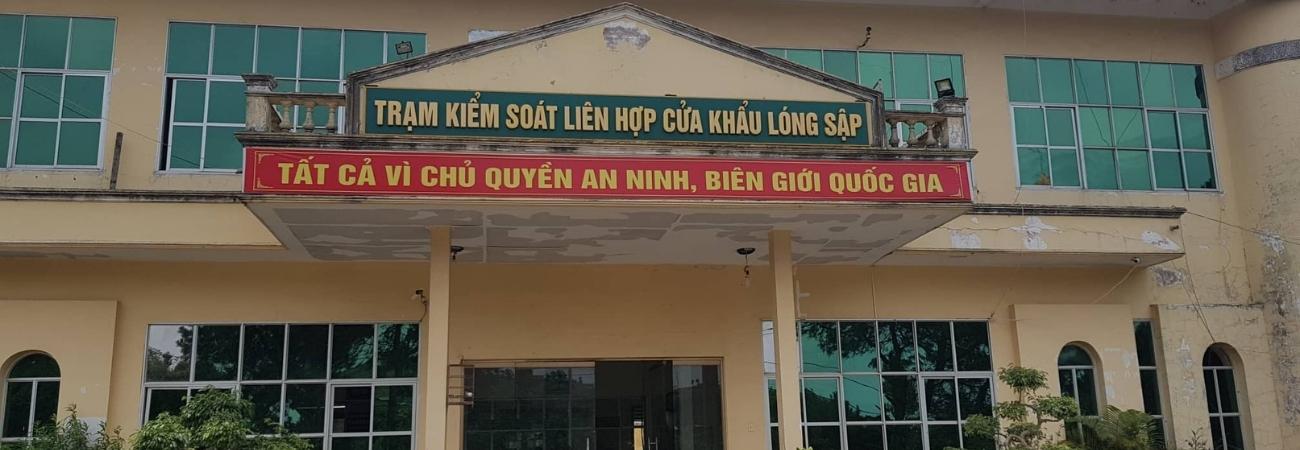 TRẠM KIỂM SOÁT LIÊN HỢP CỬA KHẨU LÓNG SẬP
TẤT CẢ VÌ CHỦ QUYỀN AN NINH, BIÊN GIỚI QUỐC GIA